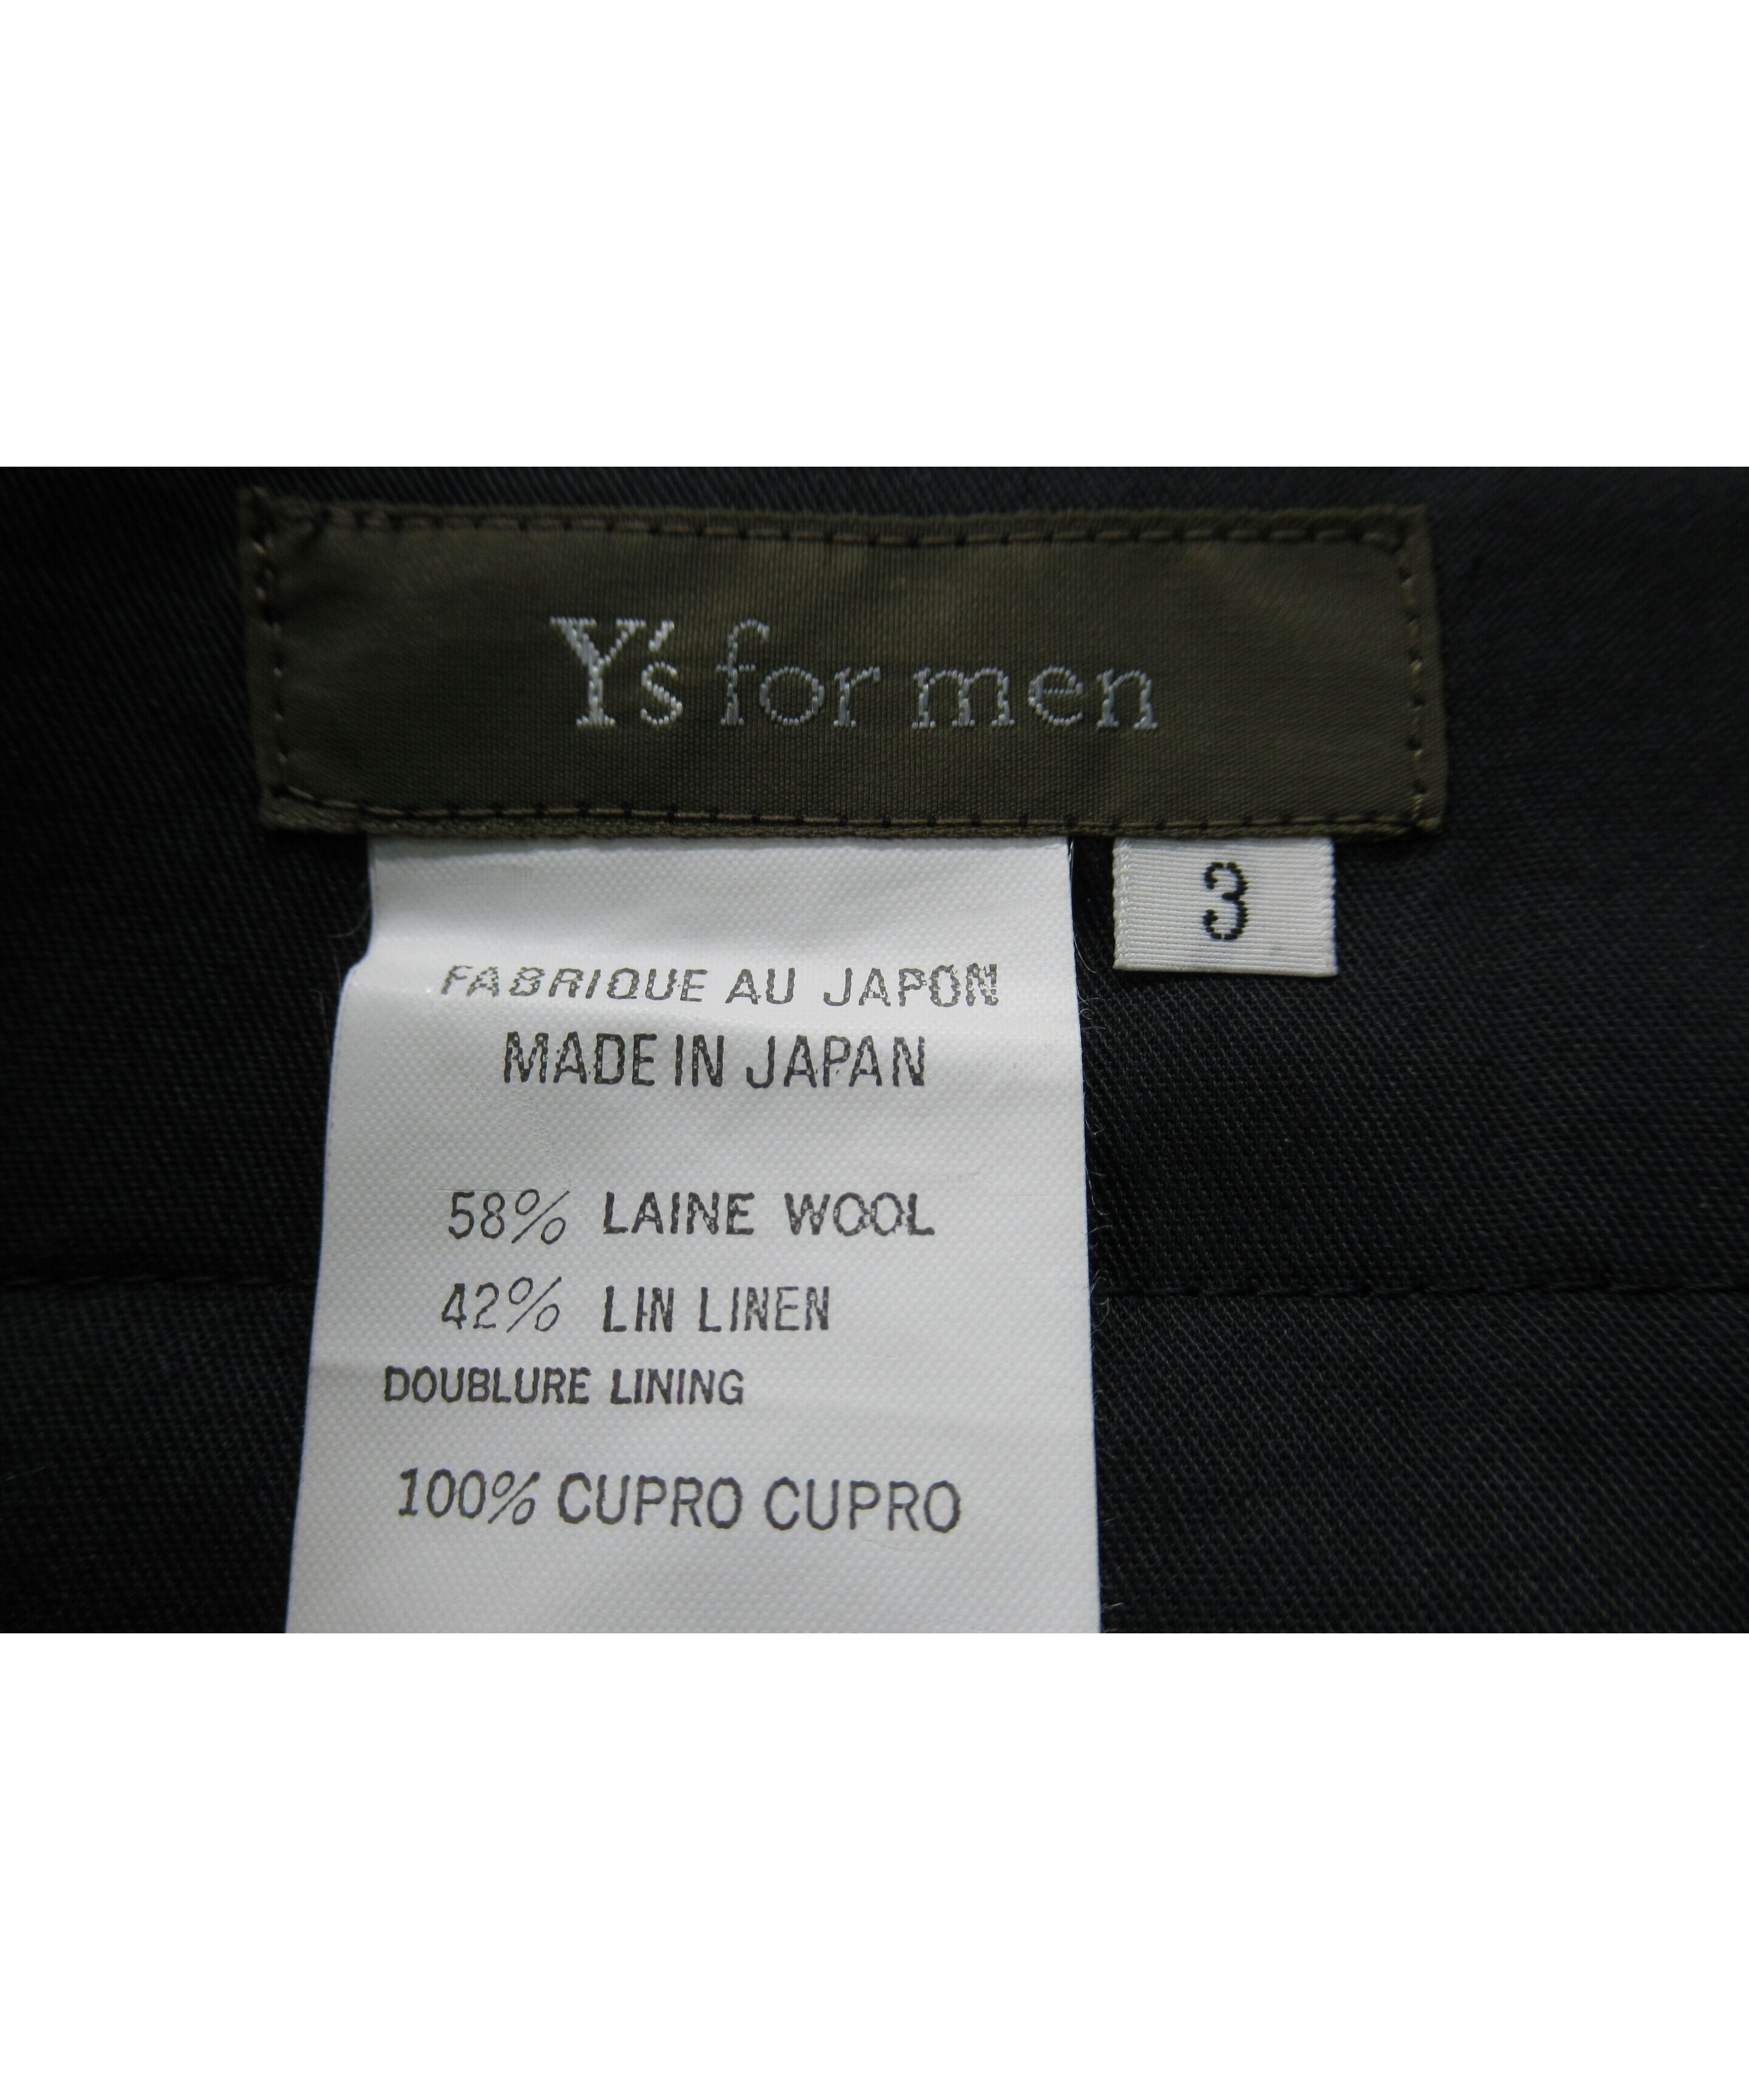 Y's for men
3
FABRIQUE AU JAPON
MADE IN JAPAN
58% LAINE WOOL
42% LIN LINEN
DOUBLURE LINING
100% CUPRO CUPRO